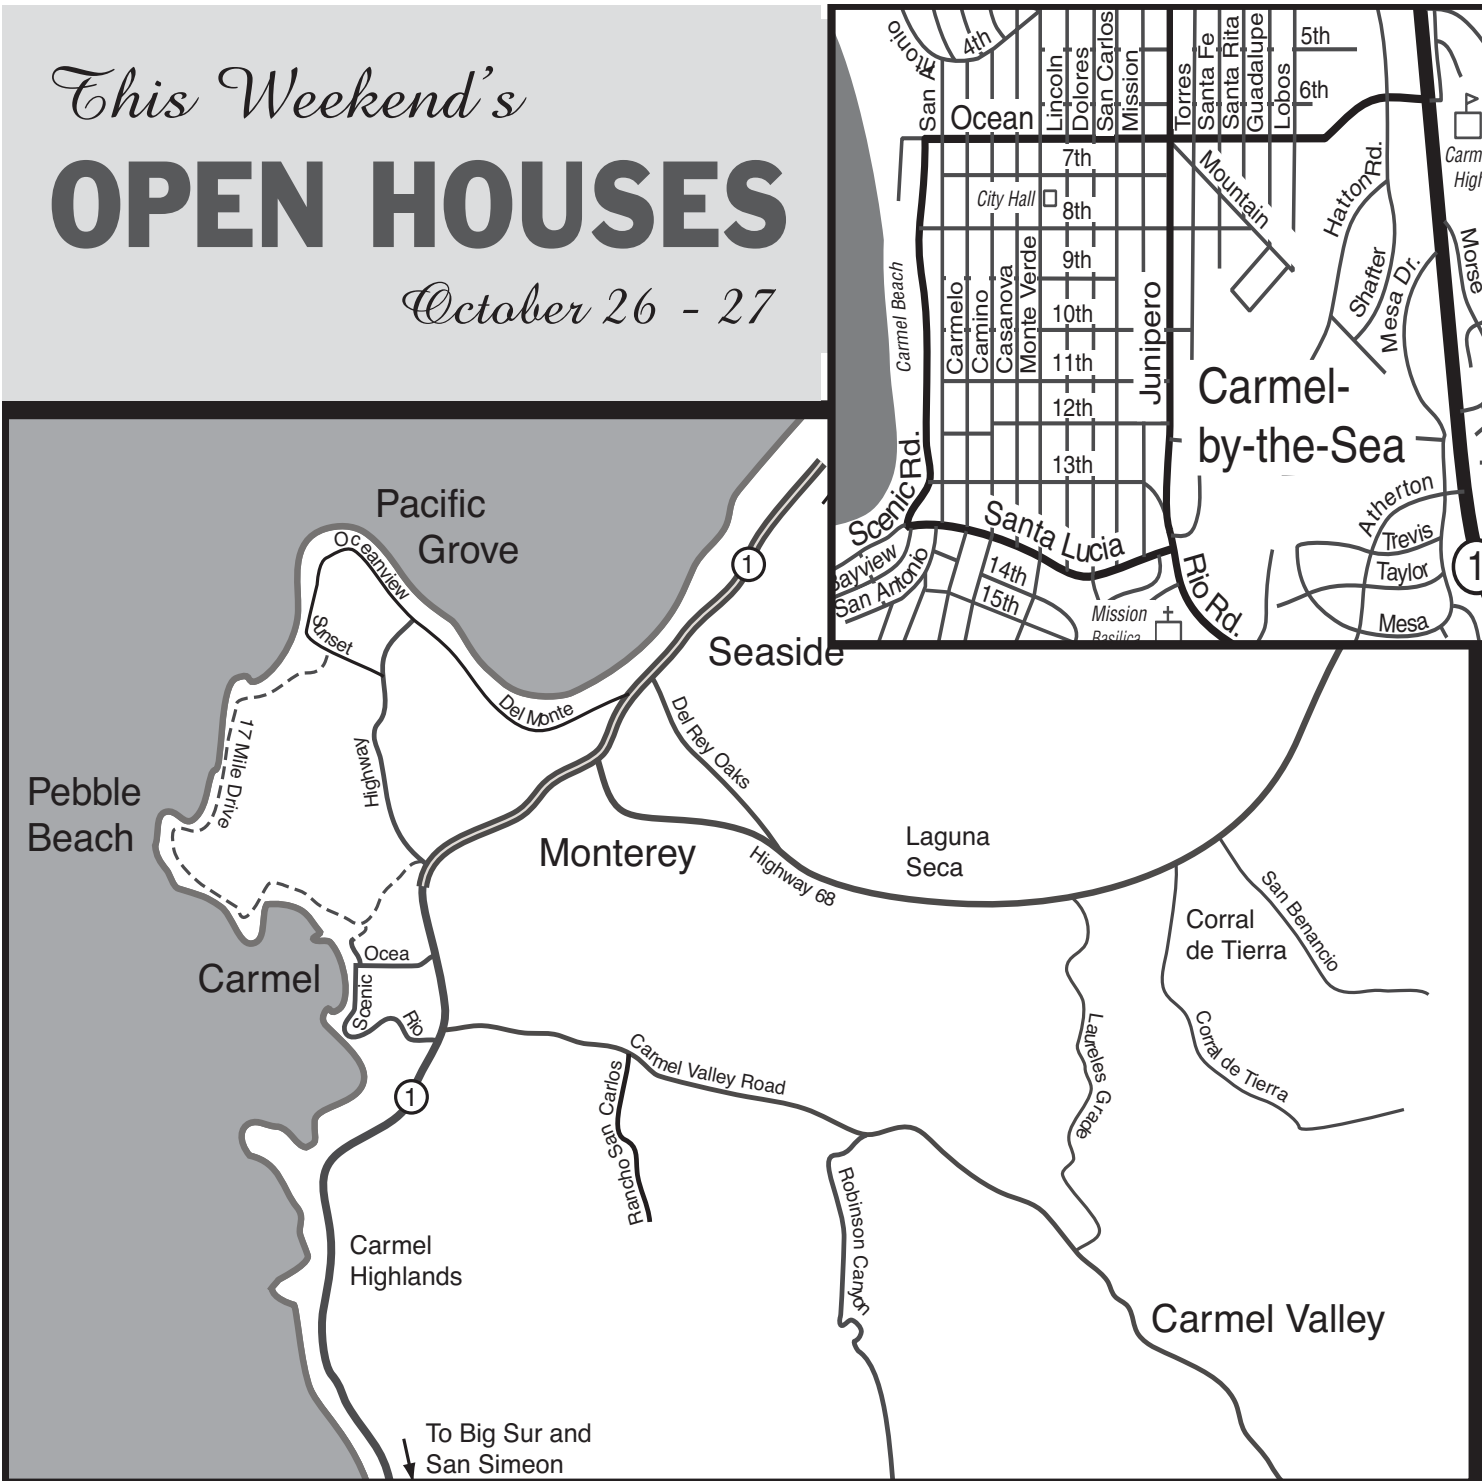 This Weekend's
OPEN HOUSES
October 26 - 27
San Antonio
4th
Ocean
Lincoln
Dolores
San Carlos
Mission
Torres
Santa Fe
Santa Rita
Guadalupe
Lobos
5th
6th
7th
City Hall
8th
9th
10th
11th
12th
13th
Mountain
Hatton Rd.
Shafter
Mesa Dr.
Morse
Carm
High
Carmel Beach
Carmelo
Camino
Casanova
Monte Verde
Junipero
Carmel-
by-the-Sea
Scenic Rd.
Santa Lucia
Bayview
San Antonio
14th
15th
Mission
Basilica
Rio Rd.
Atherton
Trevis
Taylor
Mesa
1
Pacific
Grove
Oceanview
Sunset
1
Seaside
Del Monte
Del Rey Oaks
17 Mile Drive
Highway
Pebble
Beach
Monterey
Highway 68
Laguna
Seca
San Benancio
Corral
de Tierra
Carmel
Ocea
Scenic
Rio
Corral de Tierra
Laureles Grade
Carmel Valley Road
1
Rancho San Carlos
Robinson Canyon
Carmel
Highlands
Carmel Valley
To Big Sur and
San Simeon